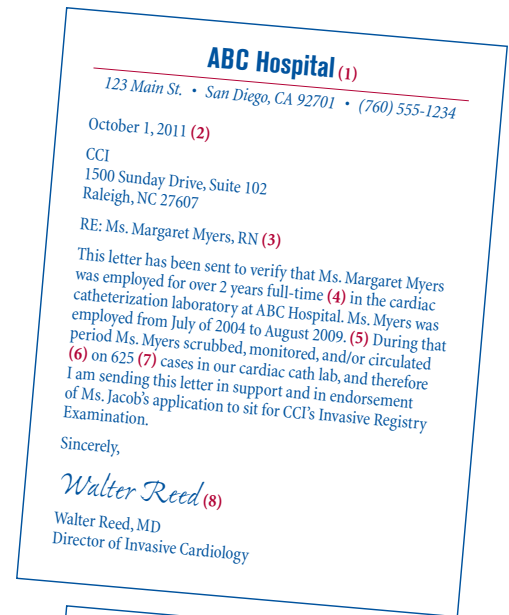 ABC Hospital (1)
123 Main St. • San Diego, CA 92701 • (760) 555-1234
October 1, 2011 (2)
CCI
1500 Sunday Drive, Suite 102
Raleigh, NC 27607
RE: Ms. Margaret Myers, RN (3)
This letter has been sent to verify that Ms. Margaret Myers
was employed for over 2 years full-time (4) in the cardiac
catheterization laboratory at ABC Hospital. Ms. Myers was
employed from July of 2004 to August 2009. (5) During that
period Ms. Myers scrubbed, monitored, and/or circulated
(6) on 625 (7) cases in our cardiac cath lab, and therefore
I am sending this letter in support and in endorsement
of Ms. Jacob's application to sit for CCI's Invasive Registry
Examination.
Sincerely,
Walter Reed (8)
Walter Reed, MD
Director of Invasive Cardiology